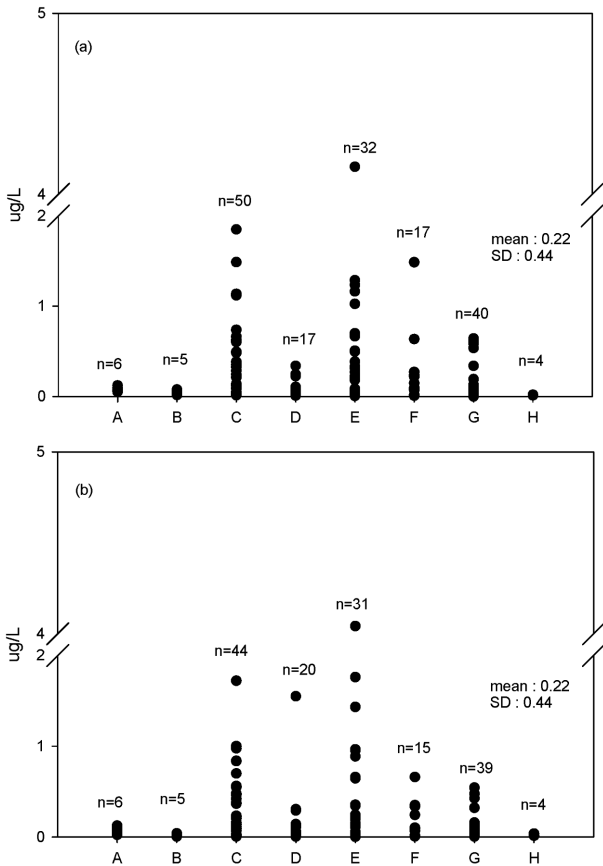 5
(a)
n=32
4
ug/L
2
n=50
n=17
mean : 0.22
SD : 0.44
n=40
1
n=17
n=6
n=5
n=4
0
A B C D E F G H
5
(b)
n=31
4
ug/L
2
n=44
n=20
mean : 0.22
SD : 0.44
n=15
n=39
1
n=6
n=5
n=4
0
A B C D E F G H